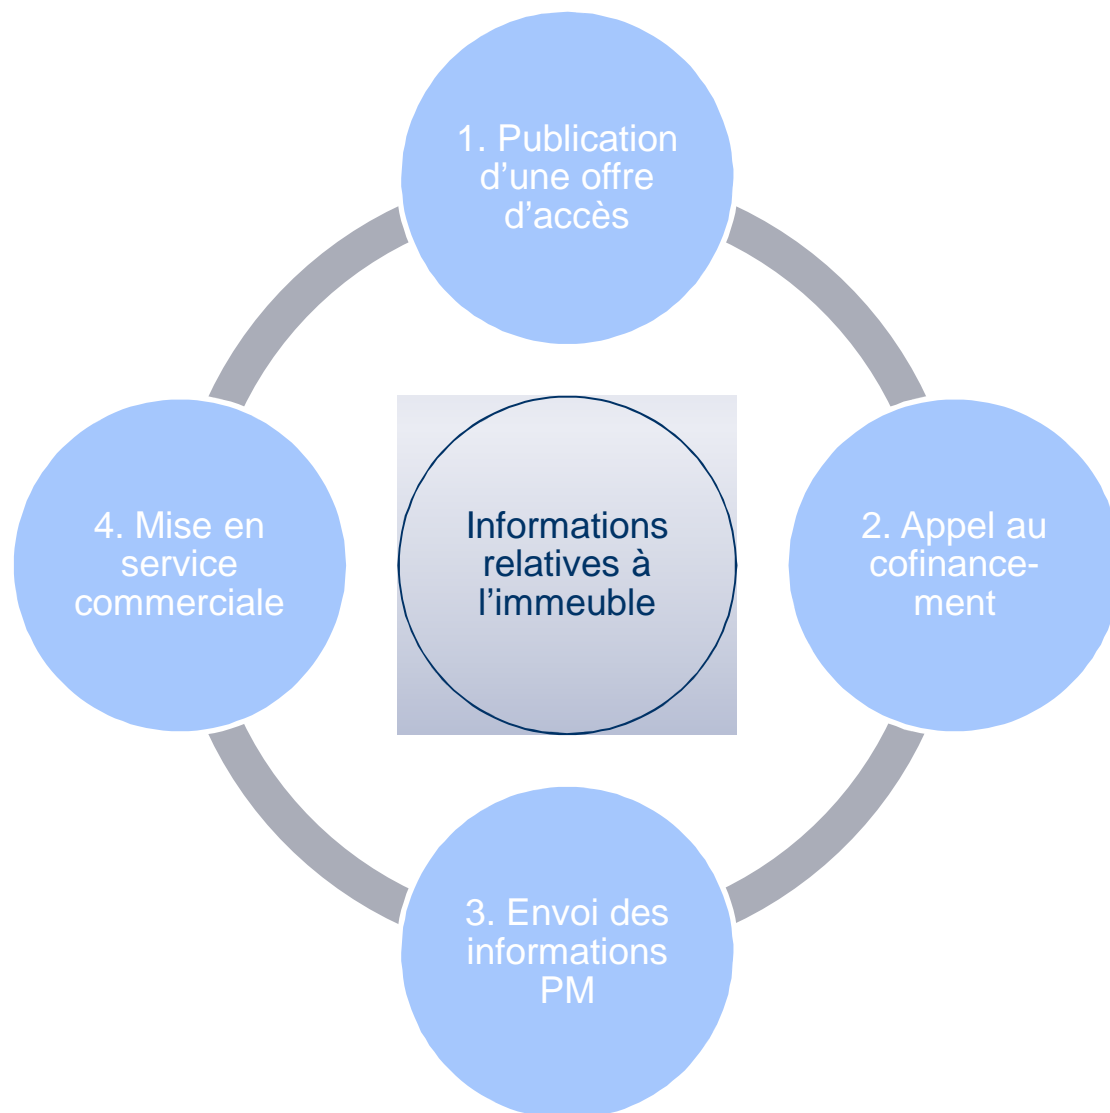 1. Publication
d’une offre
d’accès
4. Mise en
service
commerciale
Informations
relatives à
l’immeuble
2. Appel au
cofinance-
ment
3. Envoi des
informations
PM